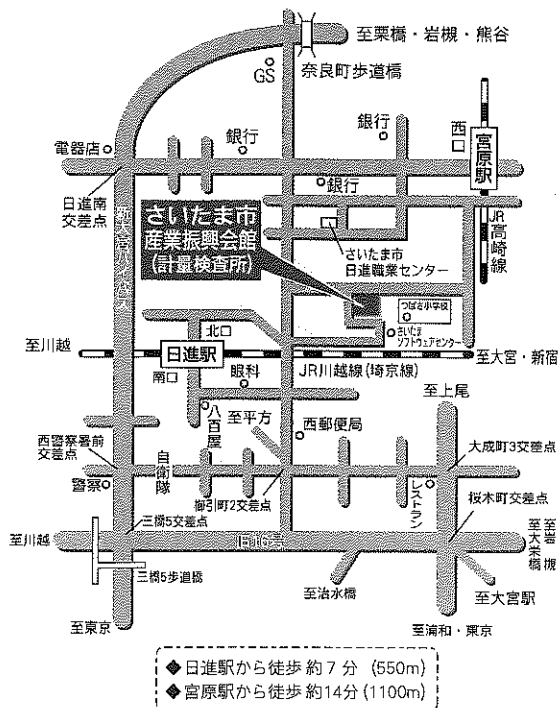 至栗橋・岩槻・熊谷
奈良町歩道橋
GS
銀行
西口
宮原駅
電器店
銀行
日進南
交差点
銀行
新大宮バイパス
さいたま市
産業振興会館
(計量検査所)
さいたま市
日進職業センター
JR高崎線
つばさ小学校
さいたま
ソフトウェアセンター
北口
至川越
日進駅
至大宮・新宿
南口
眼科
JR川越線(埼京線)
至上尾
八百屋
至平方
西郵便局
西警察署前
交差点
自衛隊
大成町3交差点
警察
櫛引町2交差点
レストラン
桜木町交差点
三橋5交差点
至川越
旧16号
至岩槻
至大栄橋
三橋5歩道橋
至治水橋
至大宮駅
至東京
至浦和・東京
◆日進駅から徒歩 約7分 (550m)
◆宮原駅から徒歩 約14分(1100m)